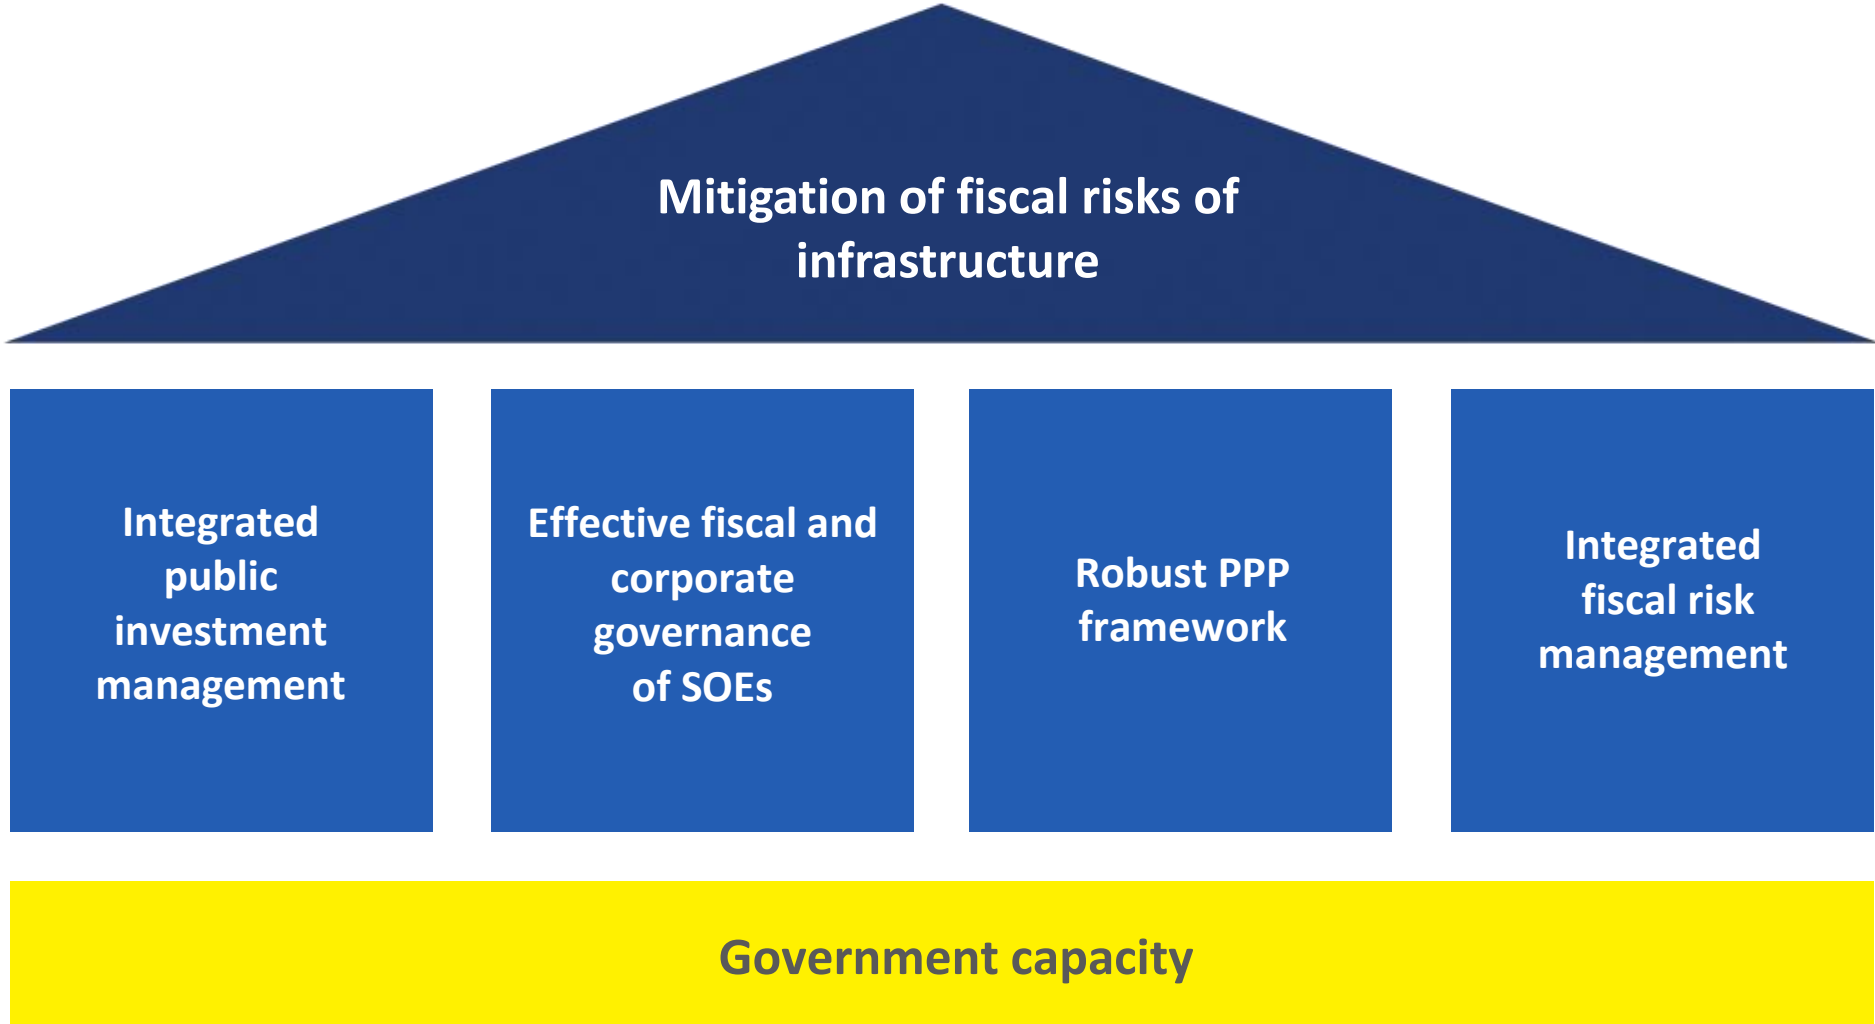 Mitigation of fiscal risks of
infrastructure
Integrated
public
investment
management
Effective fiscal and
corporate
governance
of SOEs
Robust PPP
framework
Integrated
fiscal risk
management
Government capacity